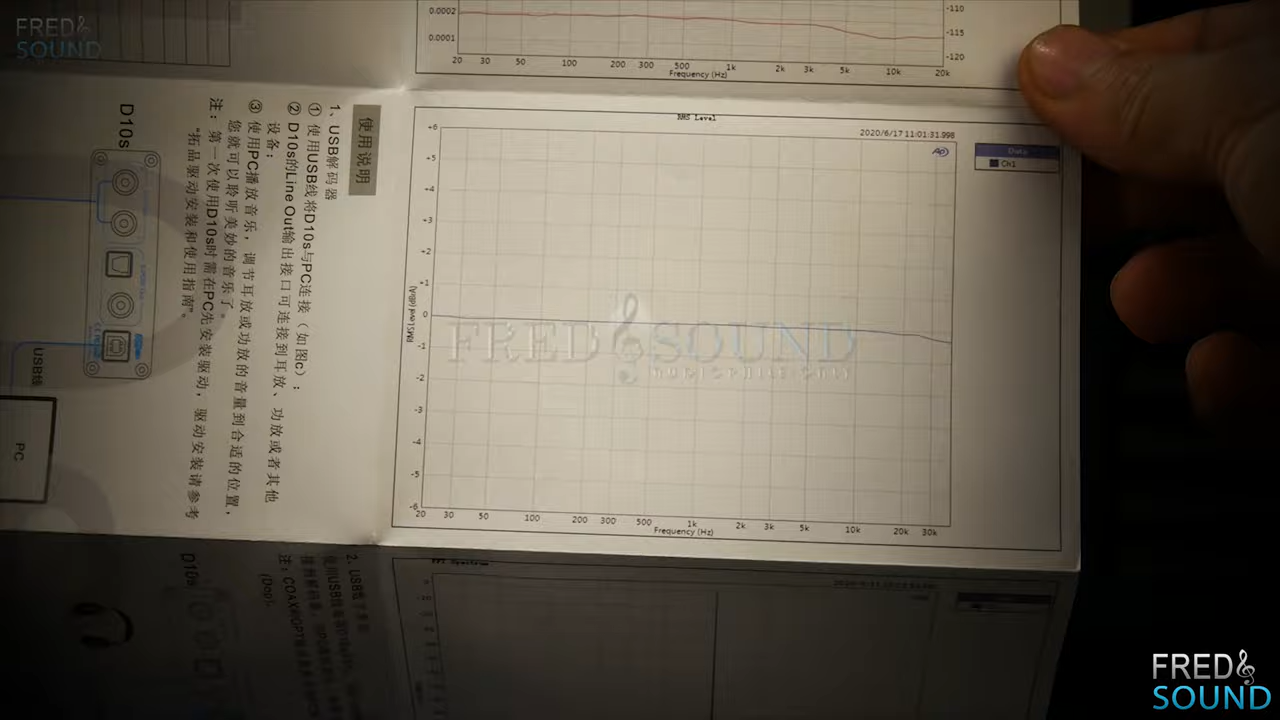 FRED
SOUND
0.0002
0.0001
-110
-115
-120
20 30 50 100 200 300 500 1k 2k 3k 5k 10k 20k
Frequency (Hz)
RMS Level
2020/6/17 11:01:31.998
AP
Data
Ch1
+6
+5
+4
+3
+2
+1
0
-1
-2
-3
-4
-5
-6
RMS Level (dBrA)
20 30 50 100 200 300 500 1k 2k 3k 5k 10k 20k 30k
Frequency (Hz)
使用说明
1、USB解码器
① 使用USB线将D10s与PC连接（如图c）:
② D10s的Line Out输出接口可连接到耳放、功放或者其他
设备；
③ 使用PC播放音乐，调节耳放或功放的音量到合适的位置，
您就可以聆听美妙的音乐了。
注：第一次使用D10s时需在PC先安装驱动，驱动安装请参考
"拓品驱动安装和使用指南"。
D10s
USB线
PC
FRED SOUND
FFT Spectrum
D10s
FRED
SOUND